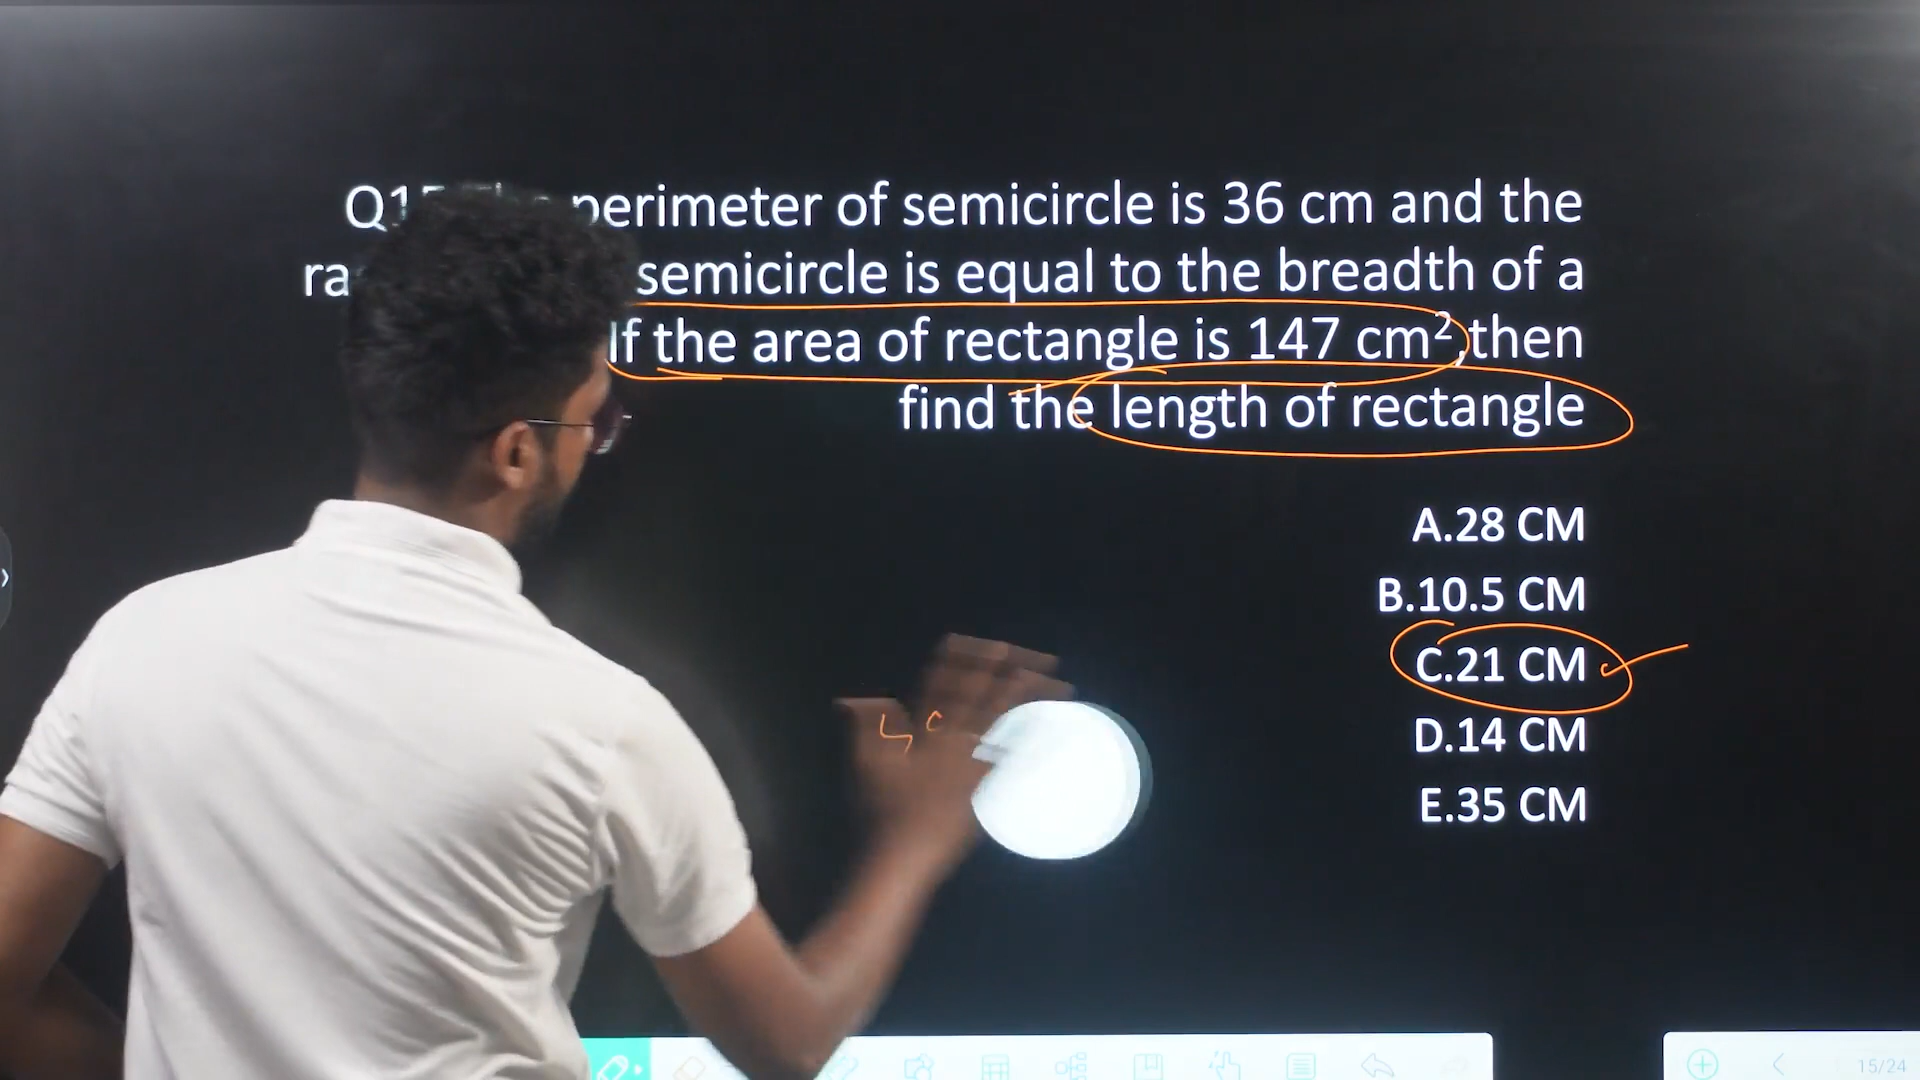 perimeter of semicircle is 36 cm and the
semicircle is equal to the breadth of a
If the area of rectangle is 147 cm²,then
find the length of rectangle
A.28 CM
B.10.5 CM
C.21 CM
D.14 CM
E.35 CM
15/24